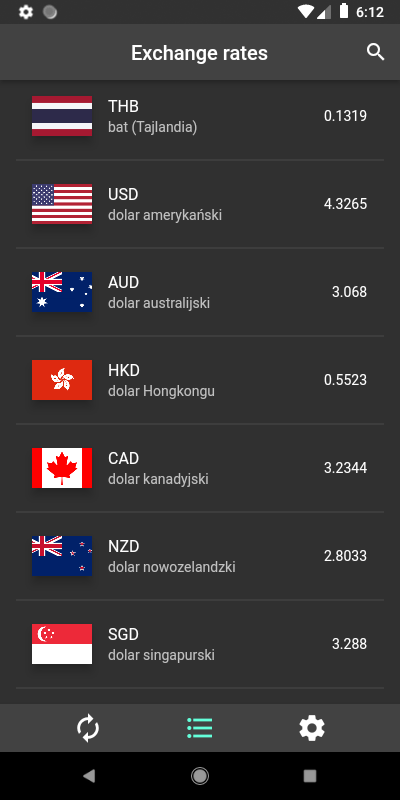 6:12
Exchange rates
THB
bat (Tajlandia)
0.1319
USD
dolar amerykański
4.3265
AUD
dolar australijski
3.068
HKD
dolar Hongkongu
0.5523
CAD
dolar kanadyjski
3.2344
NZD
dolar nowozelandzki
2.8033
SGD
dolar singapurski
3.288